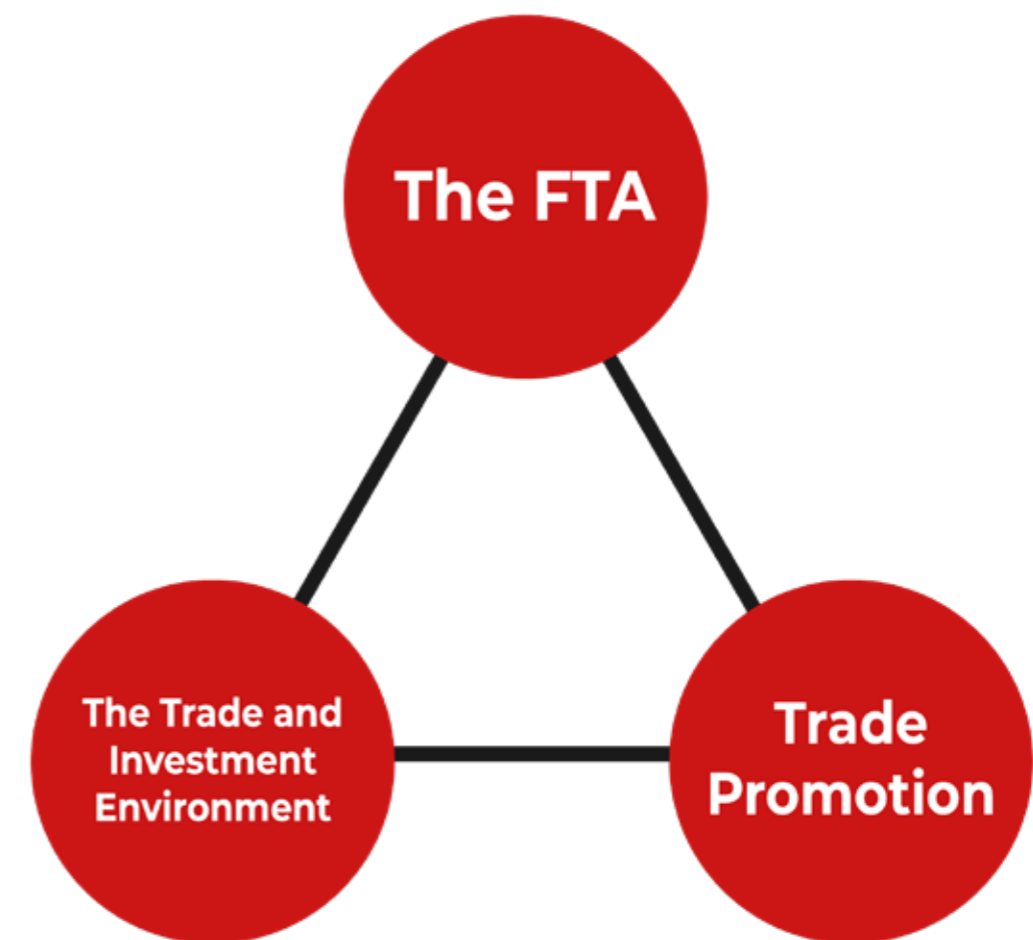 The FTA
The Trade and
Investment
Environment
Trade
Promotion